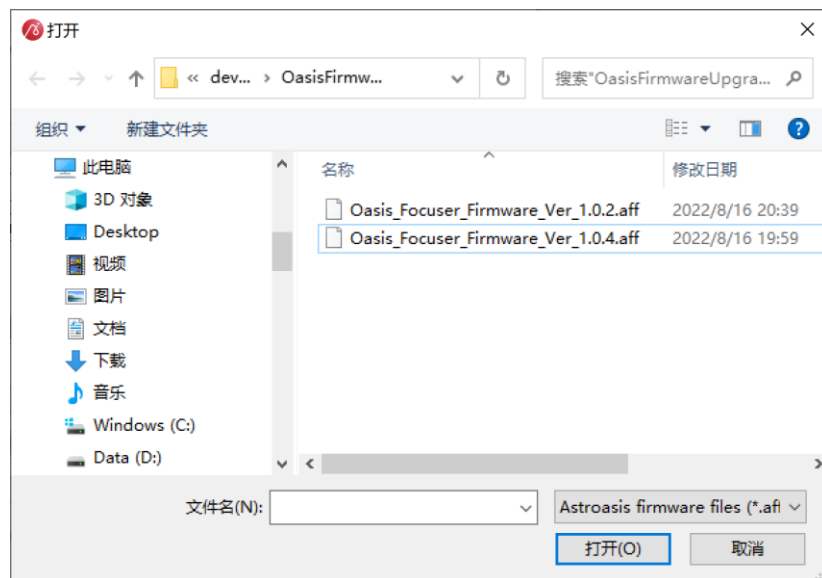 打开
« dev... › OasisFirmw...
搜索"OasisFirmwareUpgra...
组织 新建文件夹
名称 修改日期
此电脑
3D 对象
Desktop
视频
图片
文档
下载
音乐
Windows (C:)
Data (D:)
Oasis_Focuser_Firmware_Ver_1.0.2.aff 2022/8/16 20:39
Oasis_Focuser_Firmware_Ver_1.0.4.aff 2022/8/16 19:59
文件名(N):
Astroasis firmware files (*.aff
打开(O) 取消